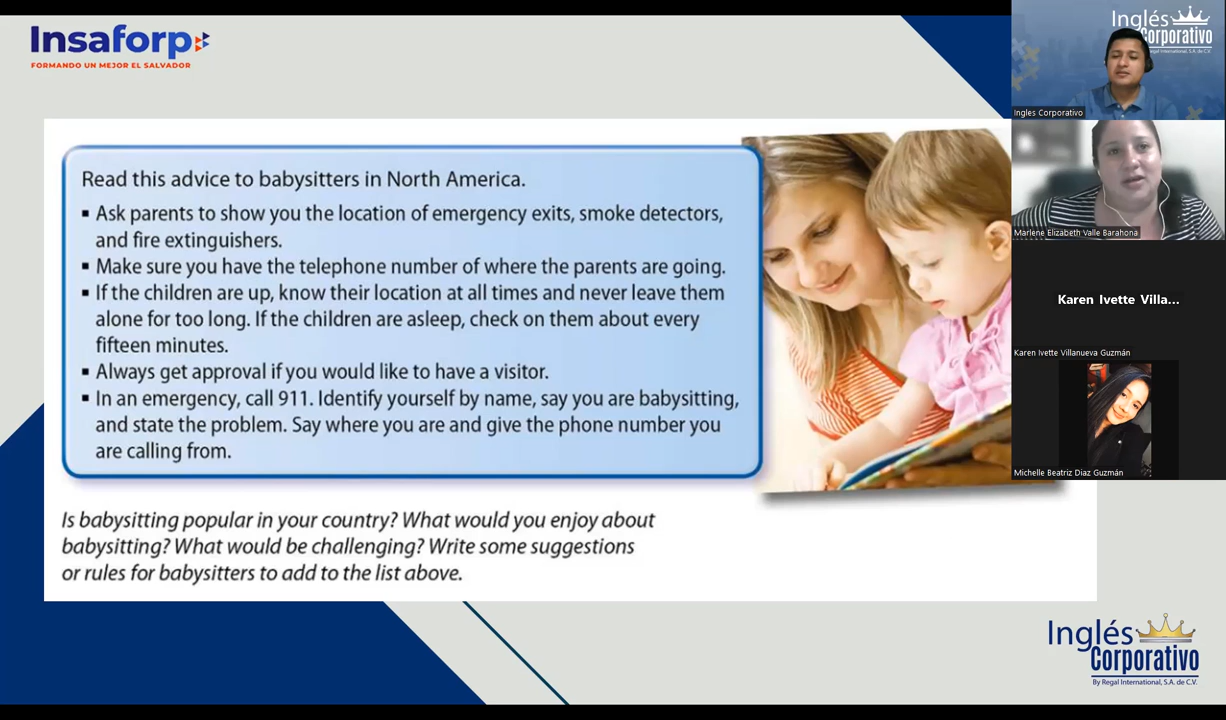 Insaforp
FORMANDO UN MEJOR EL SALVADOR
Read this advice to babysitters in North America.
▪ Ask parents to show you the location of emergency exits, smoke detectors,
and fire extinguishers.
▪ Make sure you have the telephone number of where the parents are going.
▪ If the children are up, know their location at all times and never leave them
alone for too long. If the children are asleep, check on them about every
fifteen minutes.
▪ Always get approval if you would like to have a visitor.
▪ In an emergency, call 911. Identify yourself by name, say you are babysitting,
and state the problem. Say where you are and give the phone number you
are calling from.
Is babysitting popular in your country? What would you enjoy about
babysitting? What would be challenging? Write some suggestions
or rules for babysitters to add to the list above.
Inglés
Corporativo
Regal International, S.A. de C.V.
Ingles Corporativo
Marlene Elizabeth Valle Barahona
Karen Ivette Villa...
Karen Ivette Villanueva Guzmán
Michelle Beatriz Diaz Guzmán
Inglés
Corporativo
By Regal International, S.A. de C.V.